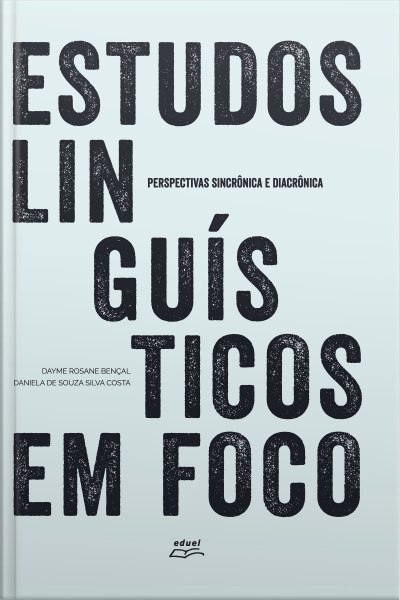 ESTUDOS
LIN
PERSPECTIVAS SINCRÔNICA E DIACRÔNICA
GUÍS
TICOS
DAYME ROSANE BENÇAL
DANIELA DE SOUZA SILVA COSTA
EM FOCO
eduel